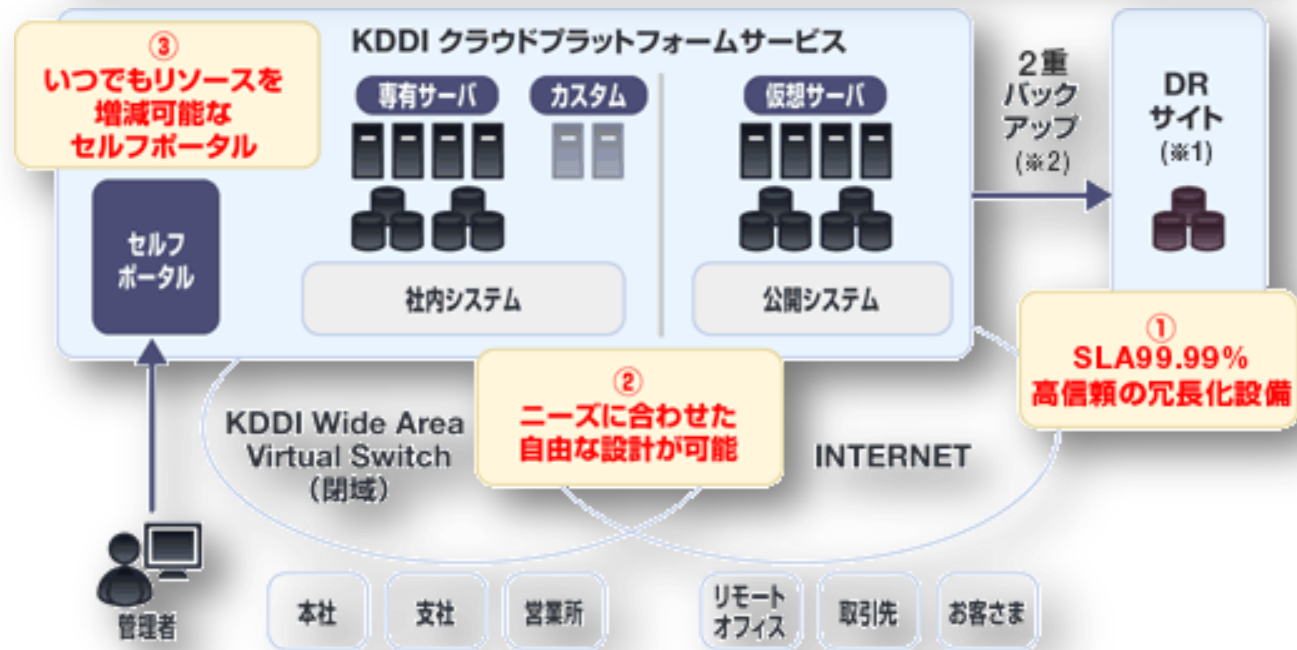 KDDI クラウドプラットフォームサービス
③
いつでもリソースを
増減可能な
セルフポータル
専有サーバ
カスタム
仮想サーバ
2重
バック
アップ
(※2)
DR
サイト
(※1)
セルフ
ポータル
社内システム
公開システム
①
SLA99.99%
高信頼の冗長化設備
②
ニーズに合わせた
自由な設計が可能
KDDI Wide Area
Virtual Switch
（閉域）
INTERNET
管理者
本社
支社
営業所
リモート
オフィス
取引先
お客さま